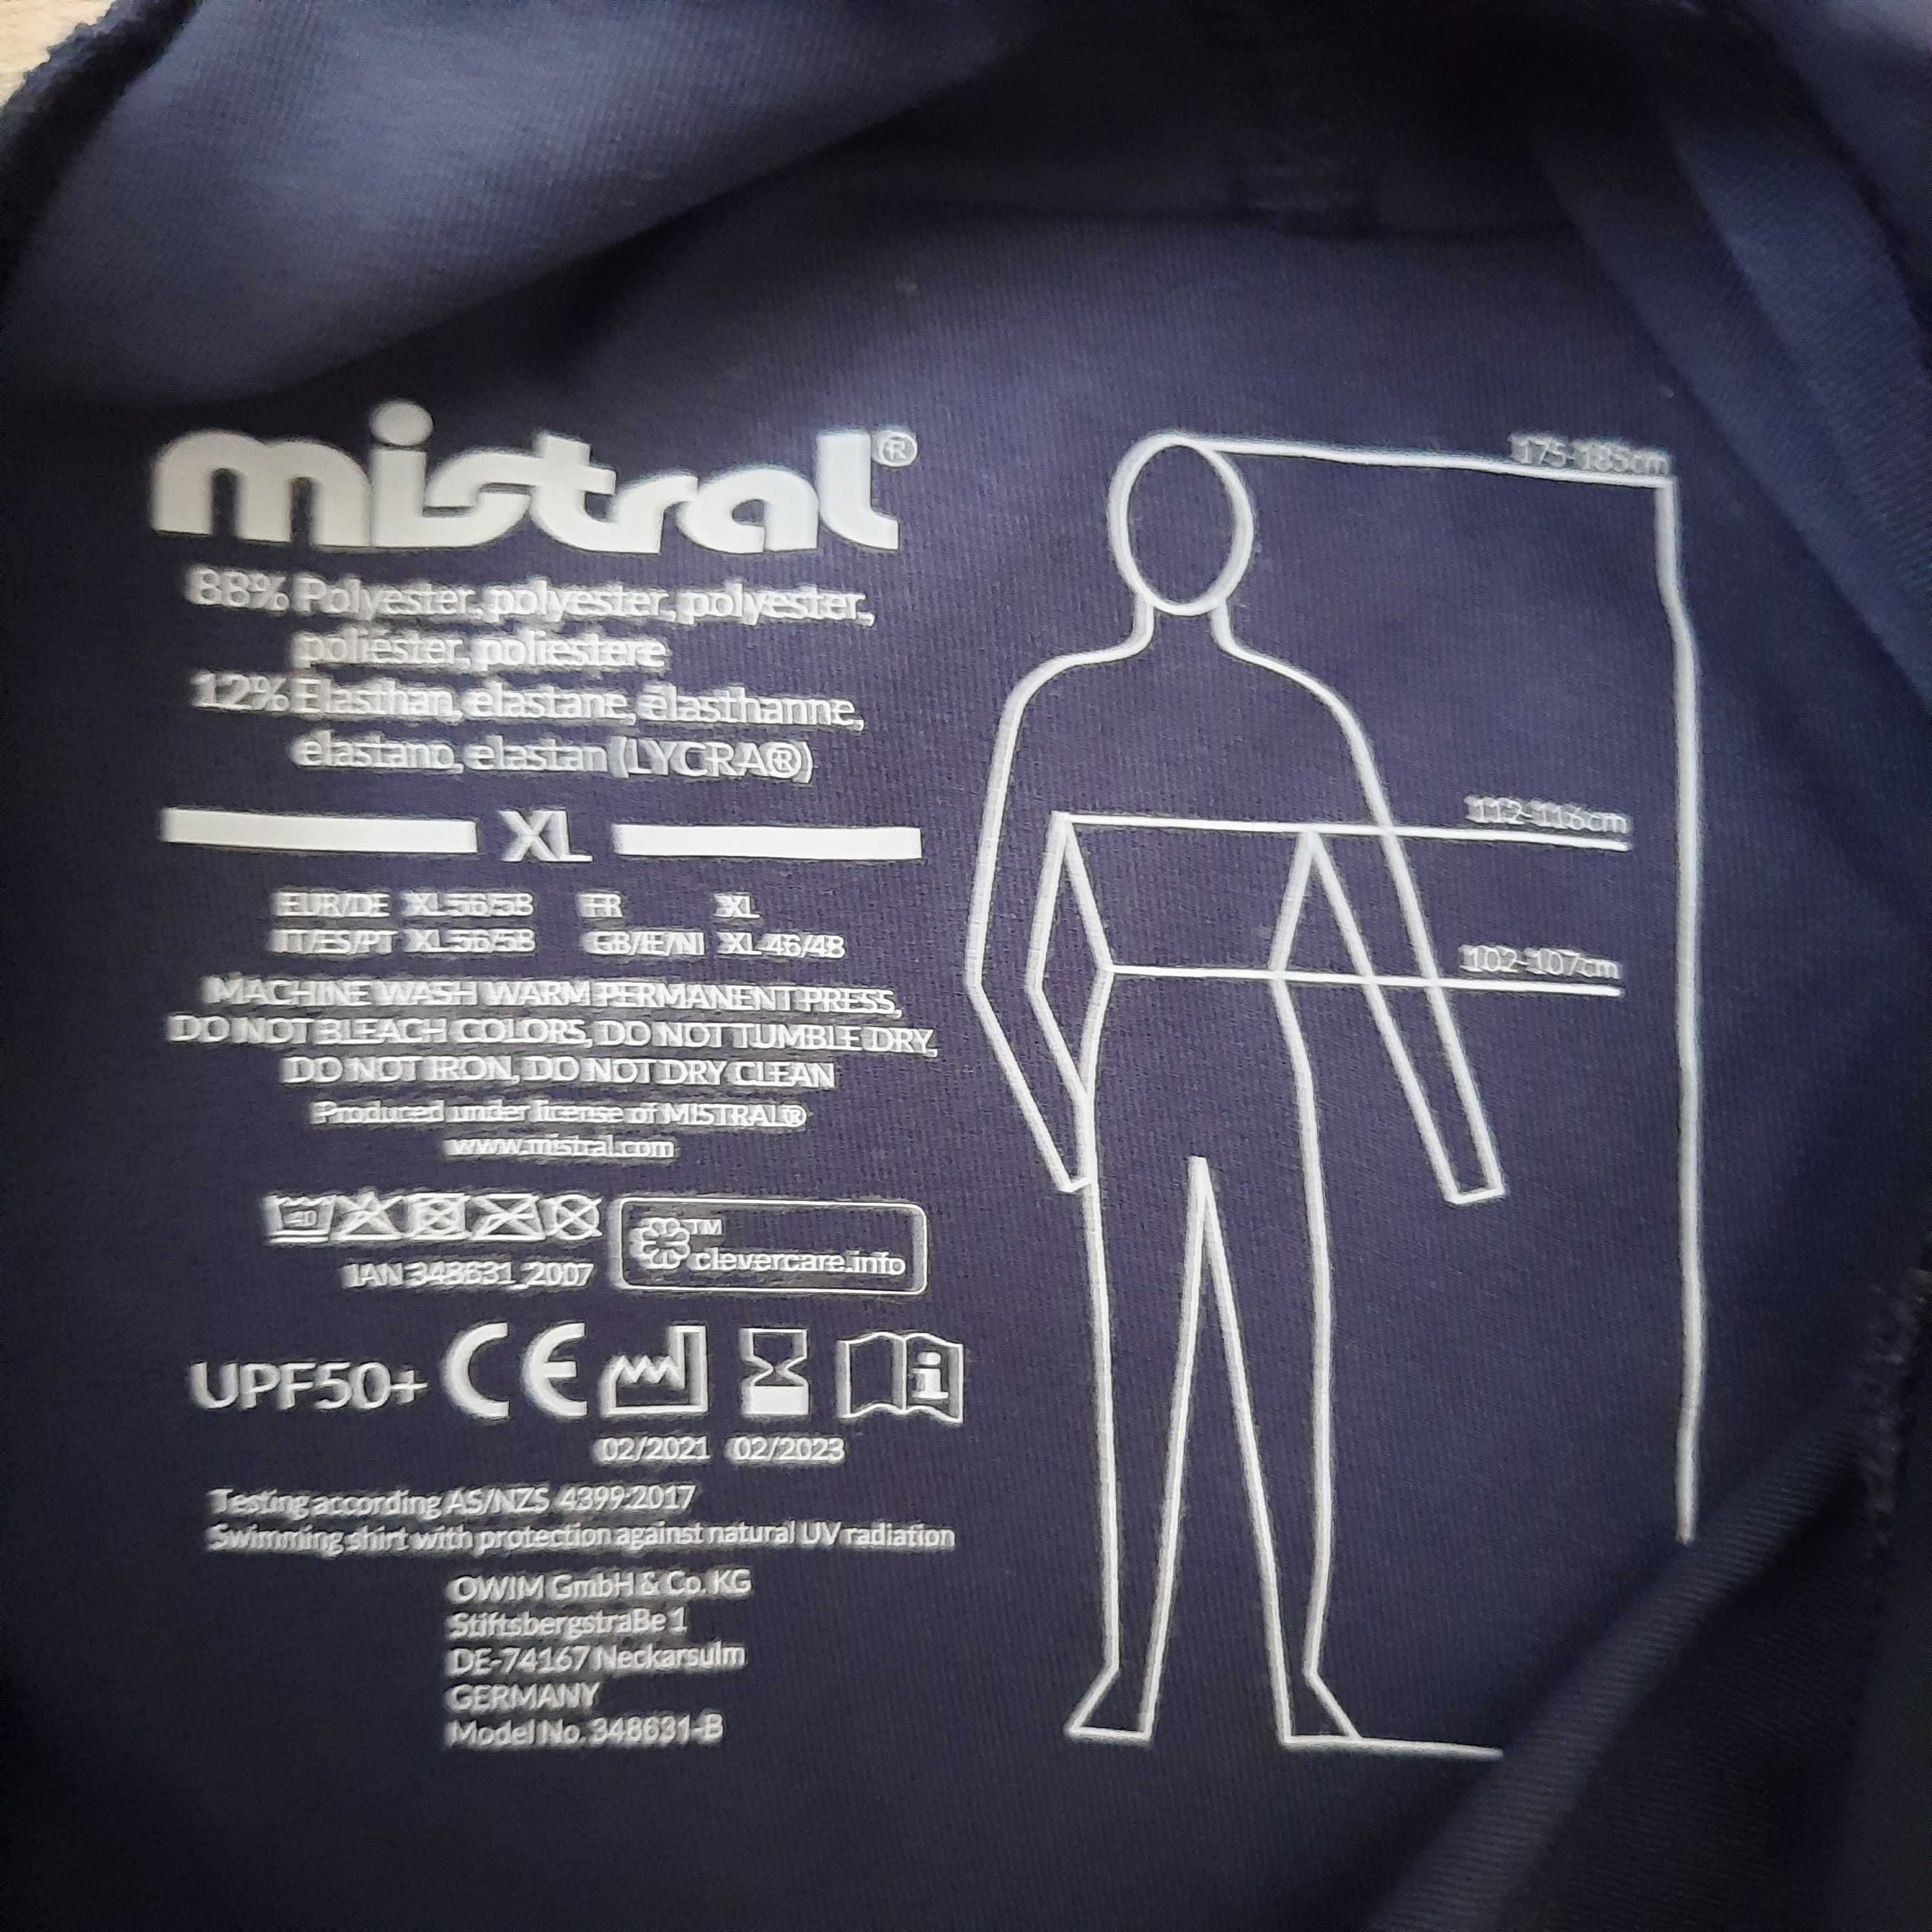 mistral®
88% Polyester, polyester, polyester,
poliéster, poliestere
12% Elasthan, elastane, élasthanne,
elastano, elastan (LYCRA®)
XL
EUR/DE XL 56/58 FR XL
IT/ES/PT XL 56/58 GB/IE/NI XL 46/48
MACHINE WASH WARM PERMANENT PRESS,
DO NOT BLEACH COLORS, DO NOT TUMBLE DRY,
DO NOT IRON, DO NOT DRY CLEAN
Produced under license of MISTRAL®
www.mistral.com
40
TM
clevercare.info
IAN 348631_2007
UPF50+ CE i
02/2021 02/2023
Testing according AS/NZS 4399:2017
Swimming shirt with protection against natural UV radiation
OWIM GmbH & Co. KG
Stiftsbergstraße 1
DE-74167 Neckarsulm
GERMANY
Model No. 348631-B
175-185cm
112-116cm
102-107cm